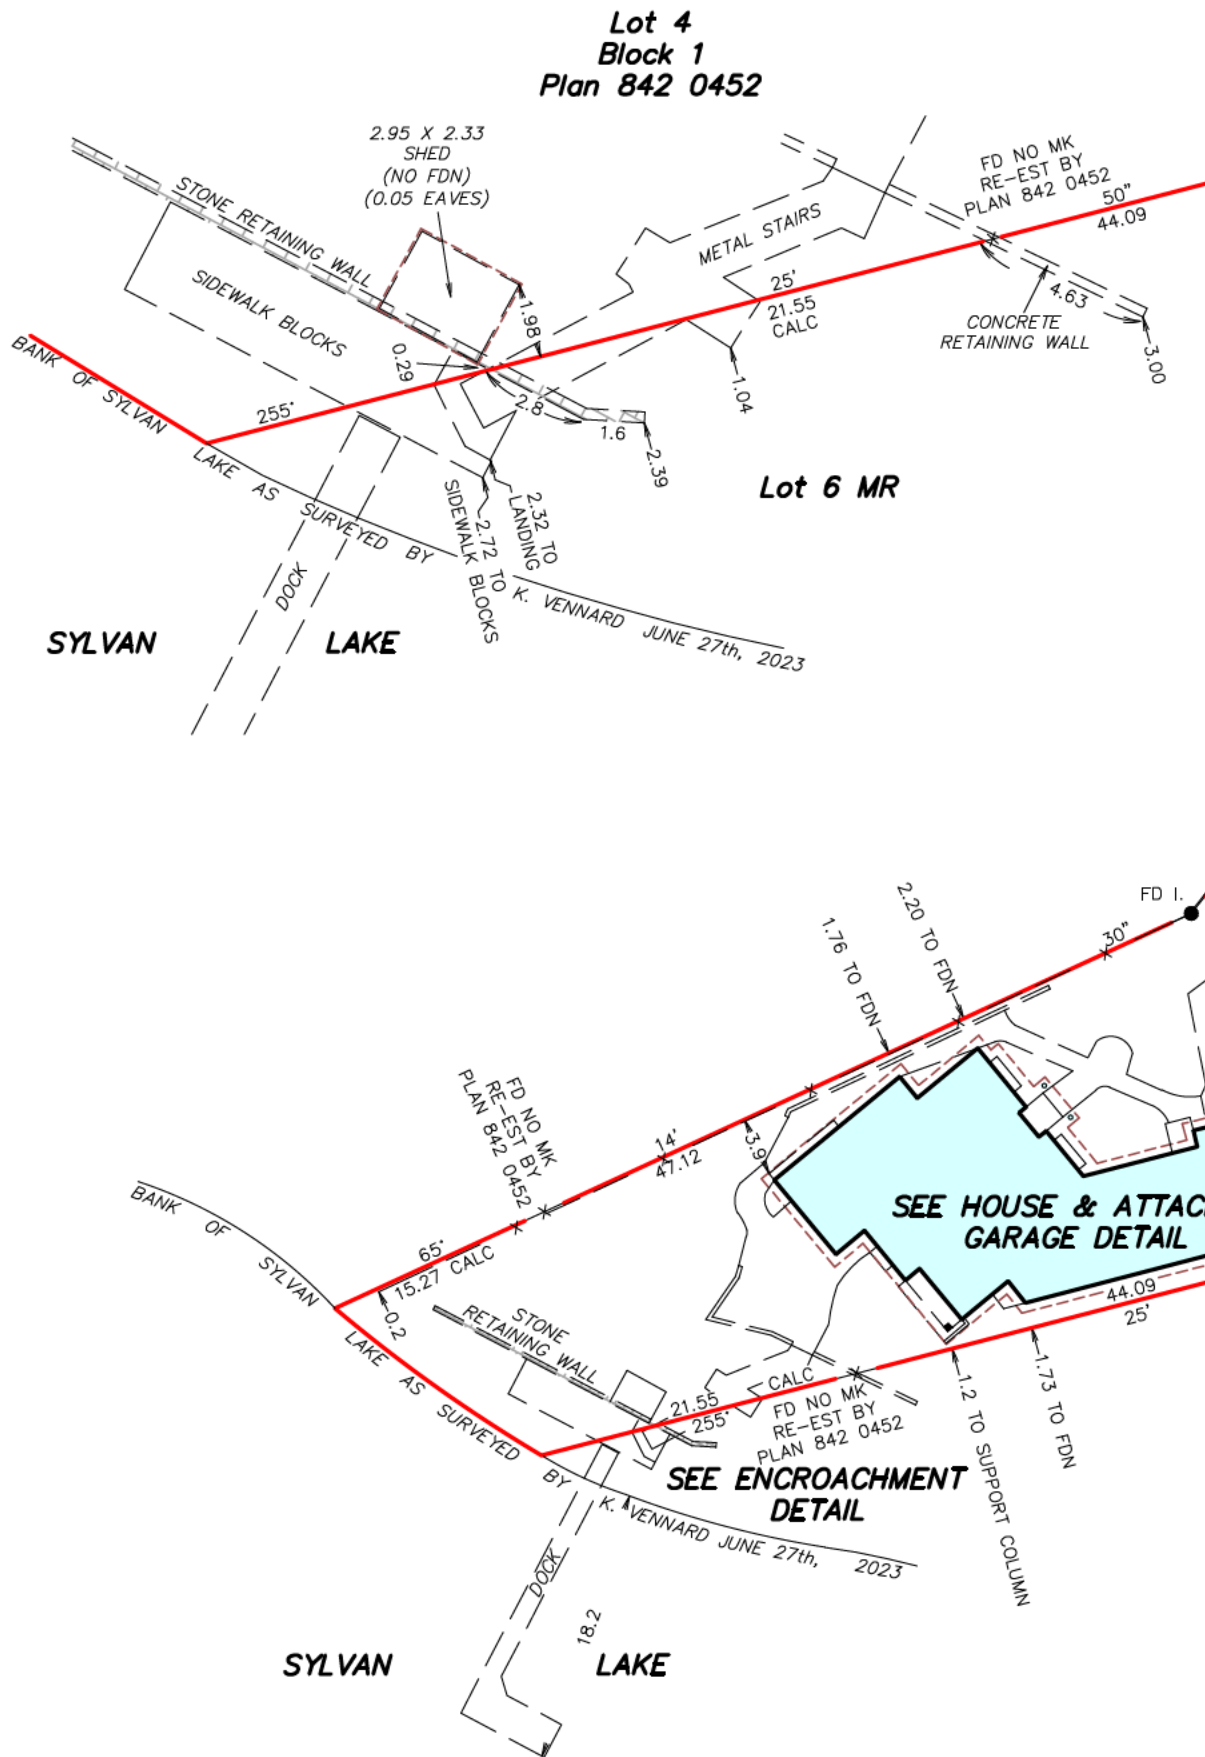 Lot 4
Block 1
Plan 842 0452
2.95 X 2.33
SHED
(NO FDN)
(0.05 EAVES)
STONE RETAINING WALL
SIDEWALK BLOCKS
METAL STAIRS
FD NO MK
RE-EST BY
PLAN 842 0452
50"
44.09
25'
21.55
CALC
4.63
CONCRETE
RETAINING WALL
3.00
1.98
0.29
1.04
2.8
1.6
2.39
255°
BANK OF SYLVAN LAKE AS SURVEYED BY K. VENNARD JUNE 27th, 2023
Lot 6 MR
2.32 TO
LANDING
2.72 TO
SIDEWALK BLOCKS
DOCK
SYLVAN LAKE
FD I.
30"
2.20 TO FDN
1.76 TO FDN
FD NO MK
RE-EST BY
PLAN 842 0452
14'
47.12
3.9
65°
15.27 CALC
0.2
SEE HOUSE & ATTAC
GARAGE DETAIL
44.09
25'
STONE
RETAINING WALL
21.55 CALC
255°
FD NO MK
RE-EST BY
PLAN 842 0452
1.73 TO FDN
1.2 TO SUPPORT COLUMN
BANK OF SYLVAN LAKE AS SURVEYED BY K. VENNARD JUNE 27th, 2023
SEE ENCROACHMENT
DETAIL
DOCK
18.2
SYLVAN LAKE